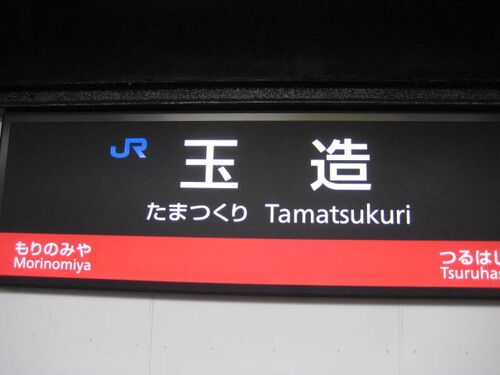 JR 玉造
たまつくり Tamatsukuri
もりのみや
Morinomiya
つるはし
Tsuruhas